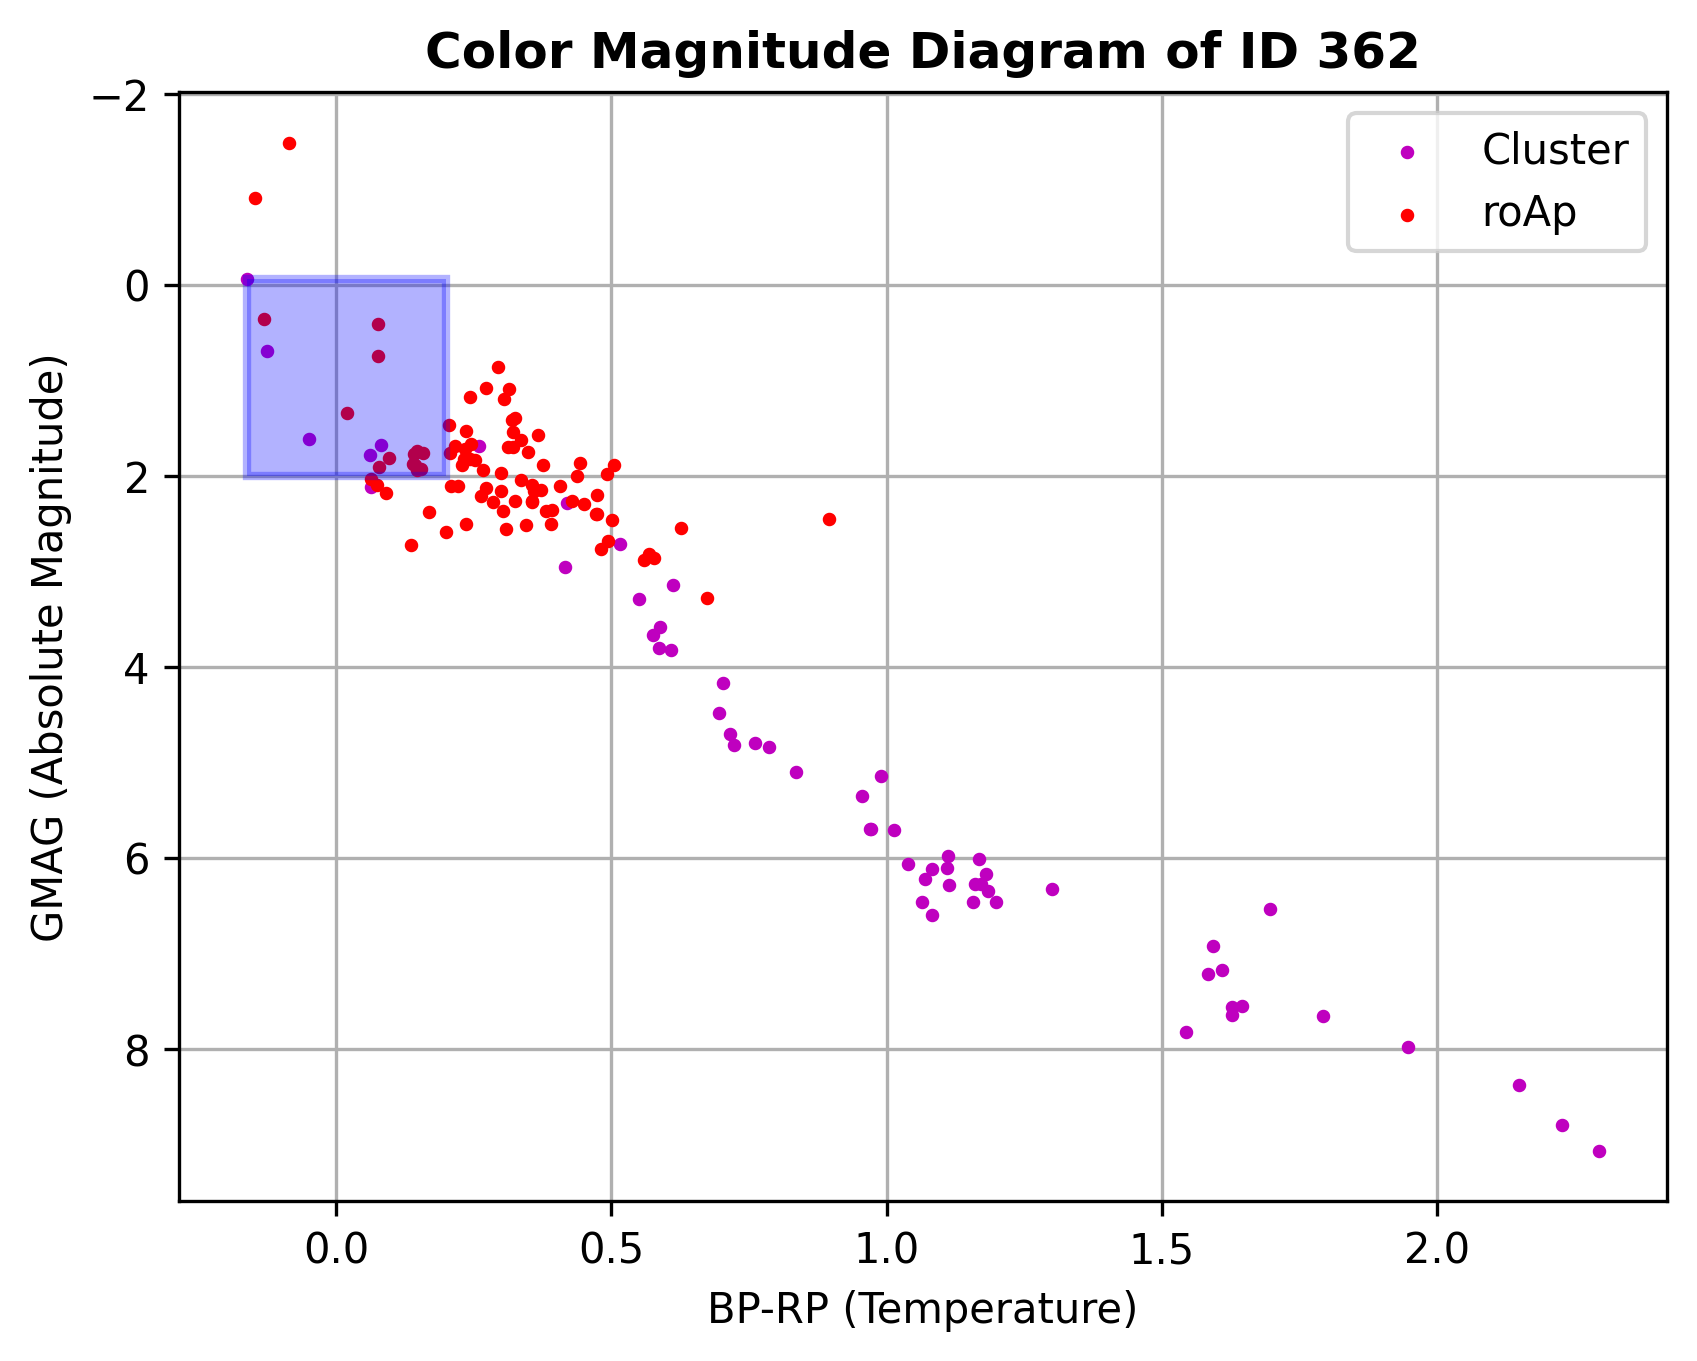 Color Magnitude Diagram of ID 362
Cluster
roAp
−2
0
2
4
6
8
GMAG (Absolute Magnitude)
0.0 0.5 1.0 1.5 2.0
BP-RP (Temperature)